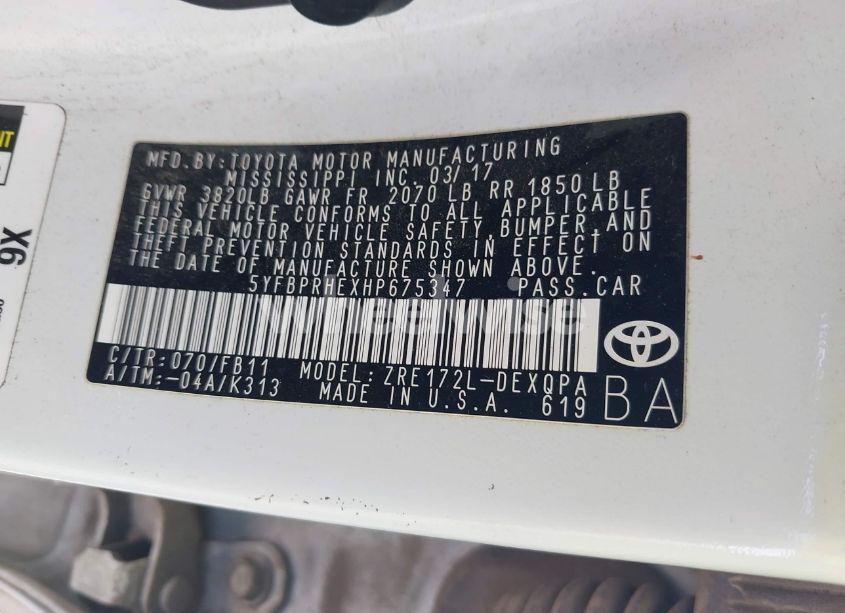 MFD.BY:TOYOTA MOTOR MANUFACTURING
MISSISSIPPI INC.03/17
GVWR 3820LB GAWR FR 2070 LB RR 1850 LB
THIS VEHICLE CONFORMS TO ALL APPLICABLE
FEDERAL MOTOR VEHICLE SAFETY,BUMPER,AND
THEFT PREVENTION STANDARDS IN EFFECT ON
THE DATE OF MANUFACTURE SHOWN ABOVE.
5YFBPRHEXHP675347 PASS.CAR
wheelwise
C/TR:070/FB11 MODEL:ZRE172L-DEXQPA
A/TM:-04A/K313 MADE IN U.S.A. 619 BA
X6